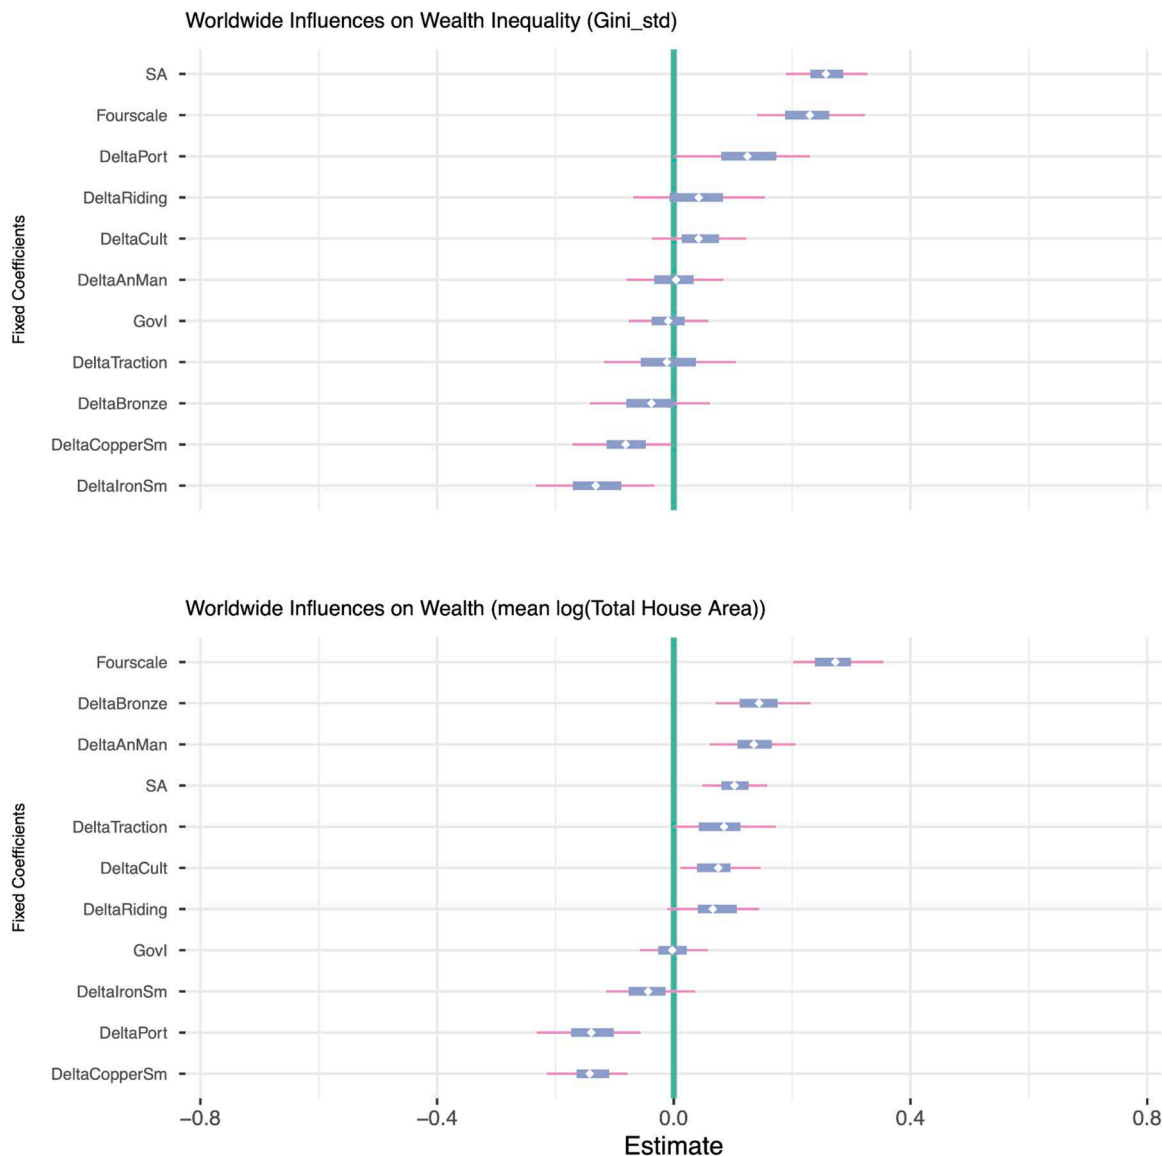 Worldwide Influences on Wealth Inequality (Gini_std)
Fixed Coefficients
SA
Fourscale
DeltaPort
DeltaRiding
DeltaCult
DeltaAnMan
GovI
DeltaTraction
DeltaBronze
DeltaCopperSm
DeltaIronSm
Worldwide Influences on Wealth (mean log(Total House Area))
Fixed Coefficients
Fourscale
DeltaBronze
DeltaAnMan
SA
DeltaTraction
DeltaCult
DeltaRiding
GovI
DeltaIronSm
DeltaPort
DeltaCopperSm
−0.8 −0.4 0.0 0.4 0.8
Estimate